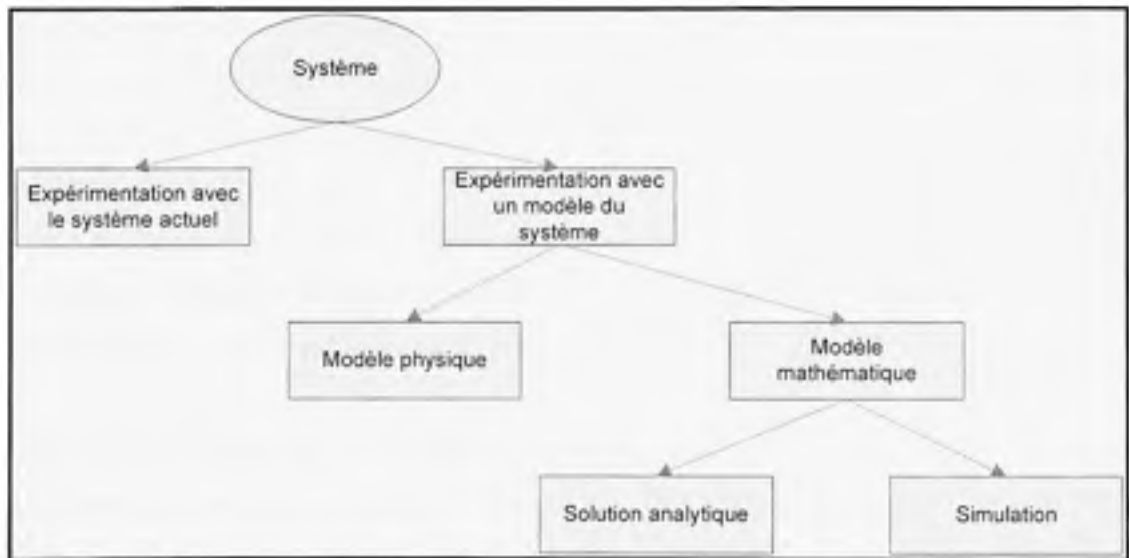 Système
Expérimentation avec
le système actuel
Expérimentation avec
un modèle du
système
Modèle physique
Modèle
mathématique
Solution analytique
Simulation